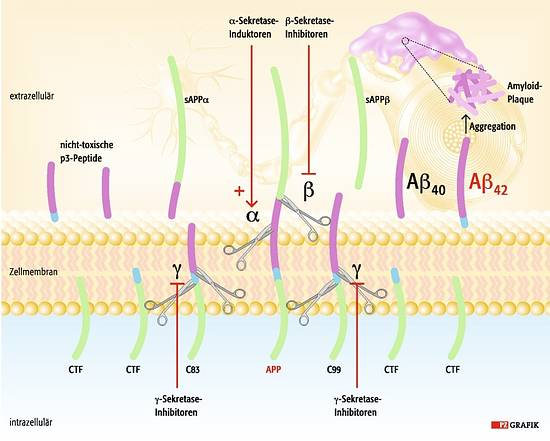 α-Sekretase-
Induktoren
β-Sekretase-
Inhibitoren
extrazellulär
sAPPα
sAPPβ
Amyloid-
Plaque
Aggregation
nicht-toxische
p3-Peptide
+
α
β
Aβ40
Aβ42
Zellmembran
γ
γ
CTF
CTF
C83
APP
C99
CTF
CTF
γ-Sekretase-
Inhibitoren
γ-Sekretase-
Inhibitoren
intrazellulär
PZ GRAFIK